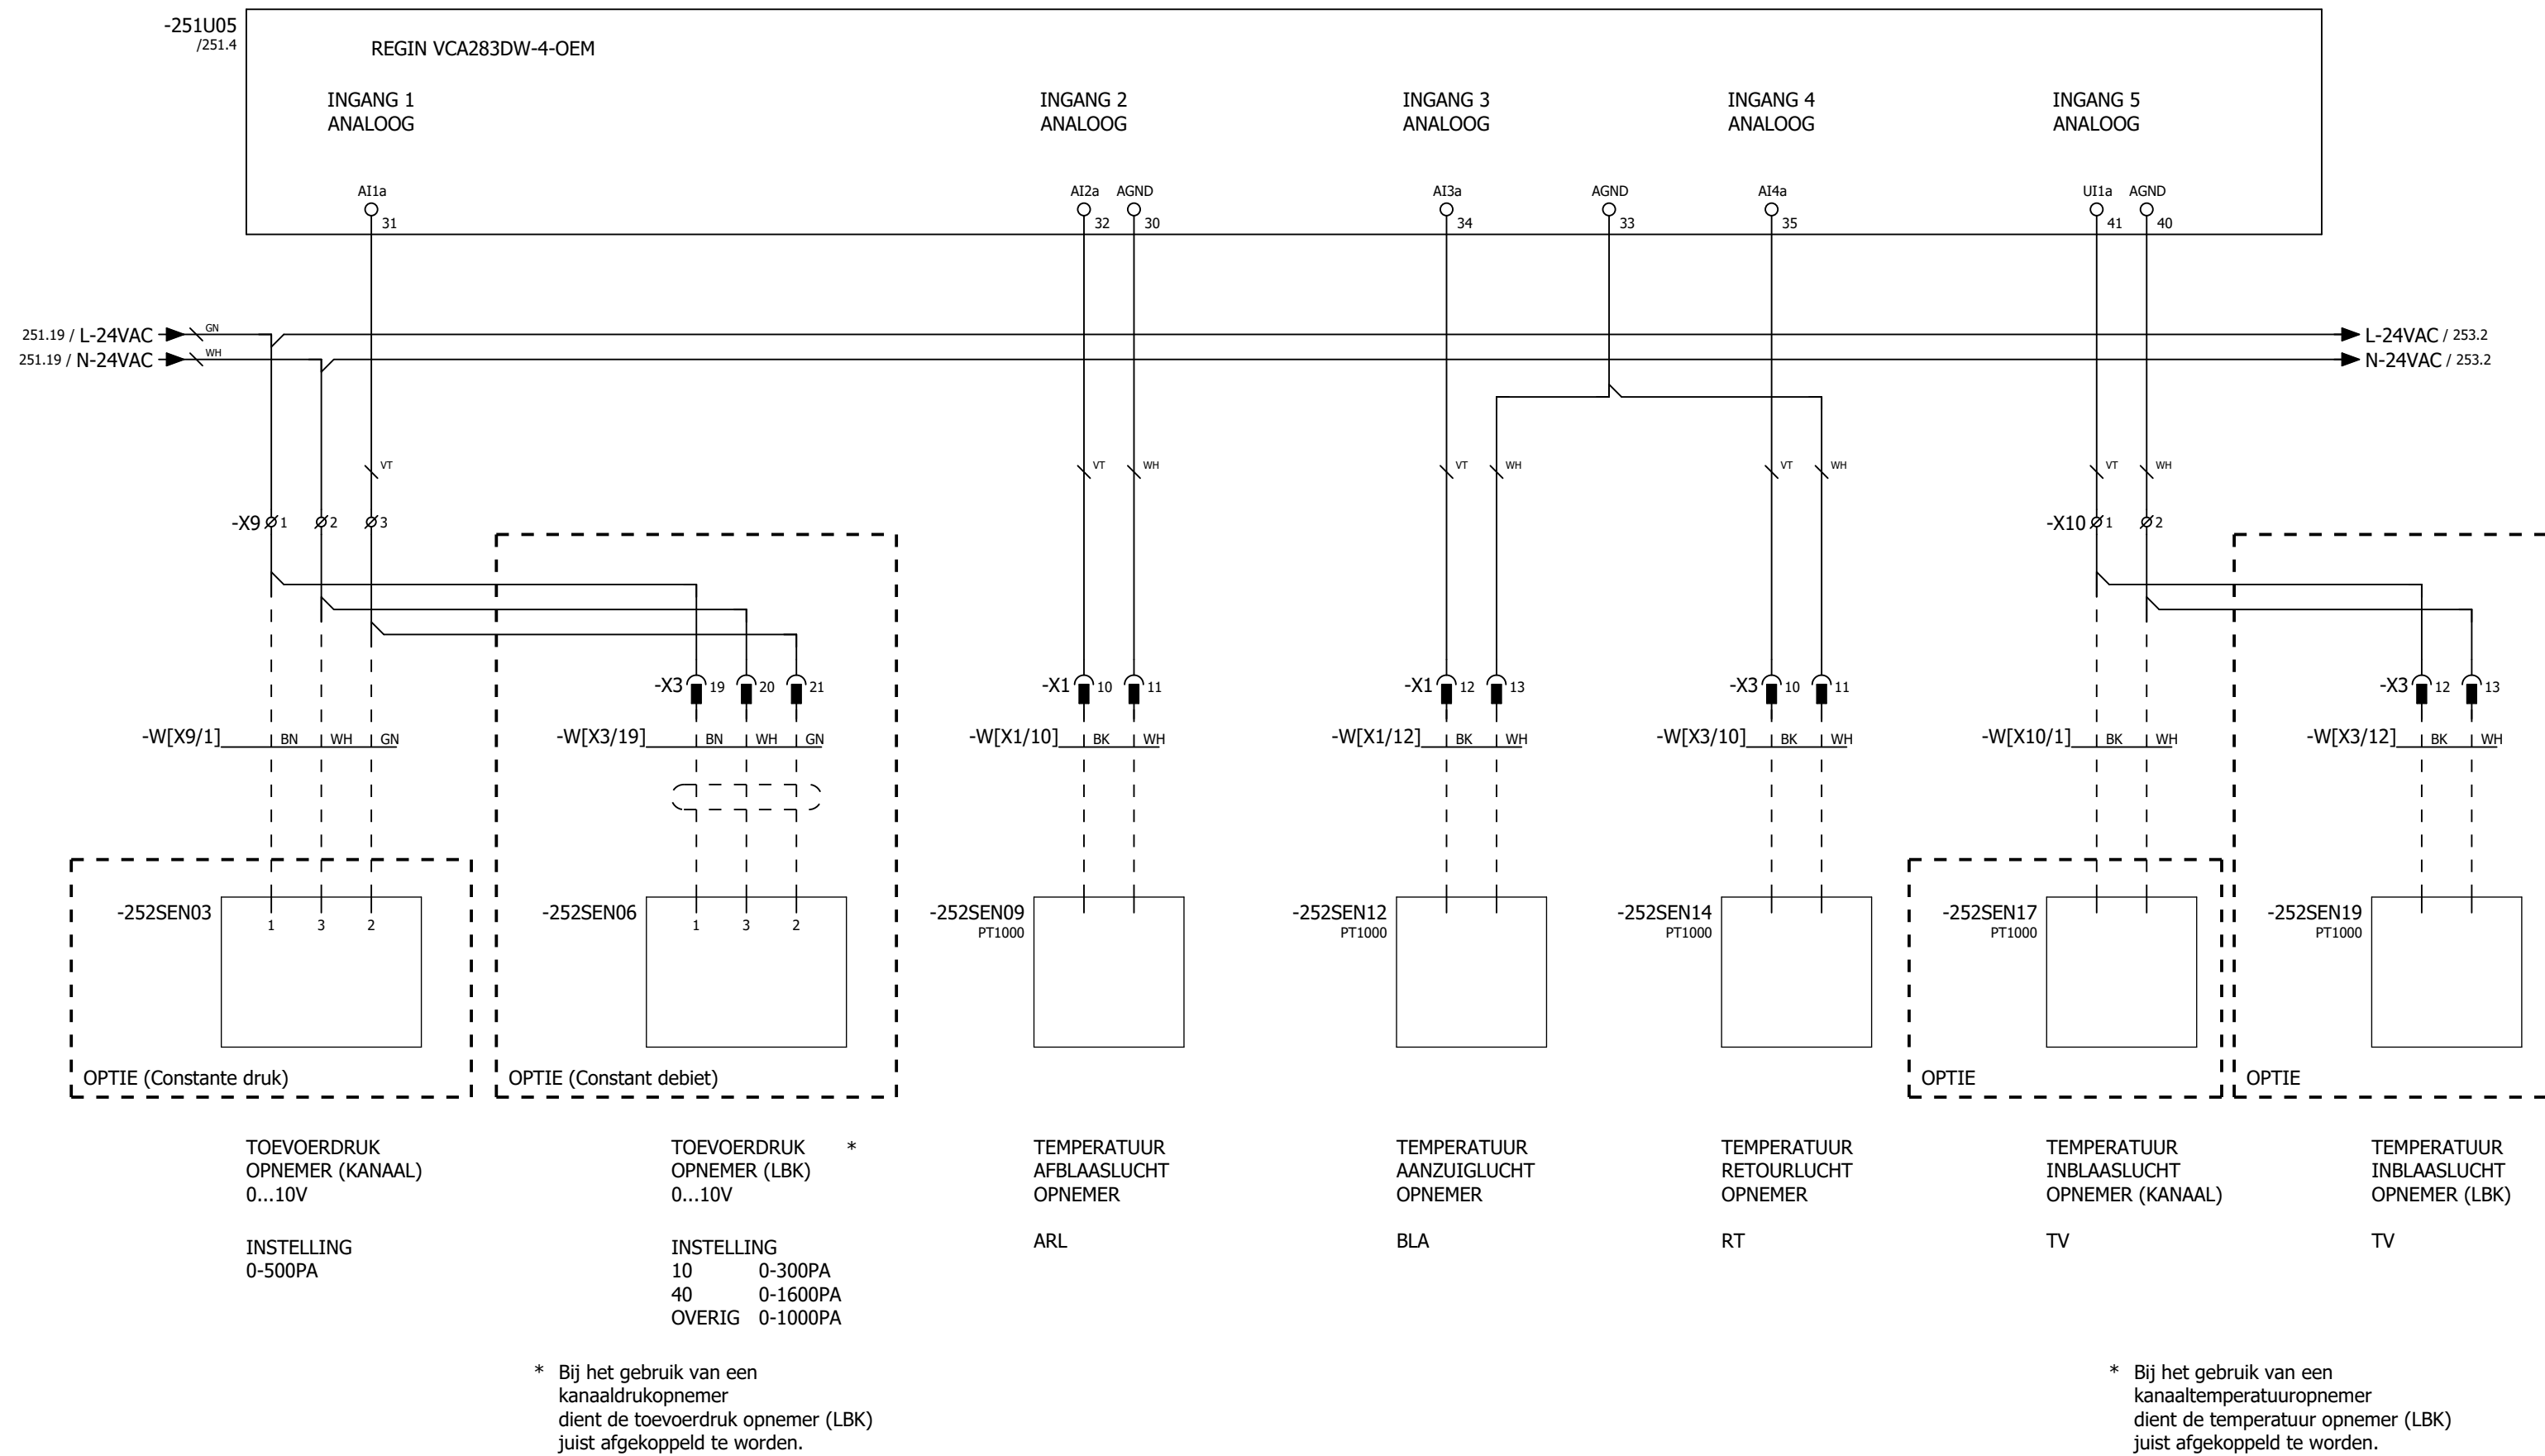 -251U05
/251.4
REGIN VCA283DW-4-OEM
INGANG 1
ANALOOG
INGANG 2
ANALOOG
INGANG 3
ANALOOG
INGANG 4
ANALOOG
INGANG 5
ANALOOG
AI1a AI2a AGND AI3a AGND AI4a UI1a AGND
31 32 30 34 33 35 41 40
251.19 / L-24VAC GN L-24VAC / 253.2
251.19 / N-24VAC WH N-24VAC / 253.2
VT VT WH VT WH VT WH VT WH
-X9 1 2 3 -X10 1 2
-X3 19 20 21 -X1 10 11 -X1 12 13 -X3 10 11 -X3 12 13
-W[X9/1] BN WH GN -W[X3/19] BN WH GN -W[X1/10] BK WH -W[X1/12] BK WH -W[X3/10] BK WH -W[X10/1] BK WH -W[X3/12] BK WH
-252SEN03
1 3 2
-252SEN06
1 3 2
-252SEN09
PT1000
-252SEN12
PT1000
-252SEN14
PT1000
-252SEN17
PT1000
-252SEN19
PT1000
OPTIE (Constante druk)
OPTIE (Constant debiet)
OPTIE
OPTIE
TOEVOERDRUK
OPNEMER (KANAAL)
0...10V
INSTELLING
0-500PA
TOEVOERDRUK *
OPNEMER (LBK)
0...10V
INSTELLING
10 0-300PA
40 0-1600PA
OVERIG 0-1000PA
TEMPERATUUR
AFBLAASLUCHT
OPNEMER
ARL
TEMPERATUUR
AANZUIGLUCHT
OPNEMER
BLA
TEMPERATUUR
RETOURLUCHT
OPNEMER
RT
TEMPERATUUR
INBLAASLUCHT
OPNEMER (KANAAL)
TV
TEMPERATUUR
INBLAASLUCHT
OPNEMER (LBK)
TV
* Bij het gebruik van een
kanaaldrukopnemer
dient de toevoerdruk opnemer (LBK)
juist afgekoppeld te worden.
* Bij het gebruik van een
kanaaltemperatuuropnemer
dient de temperatuur opnemer (LBK)
juist afgekoppeld te worden.